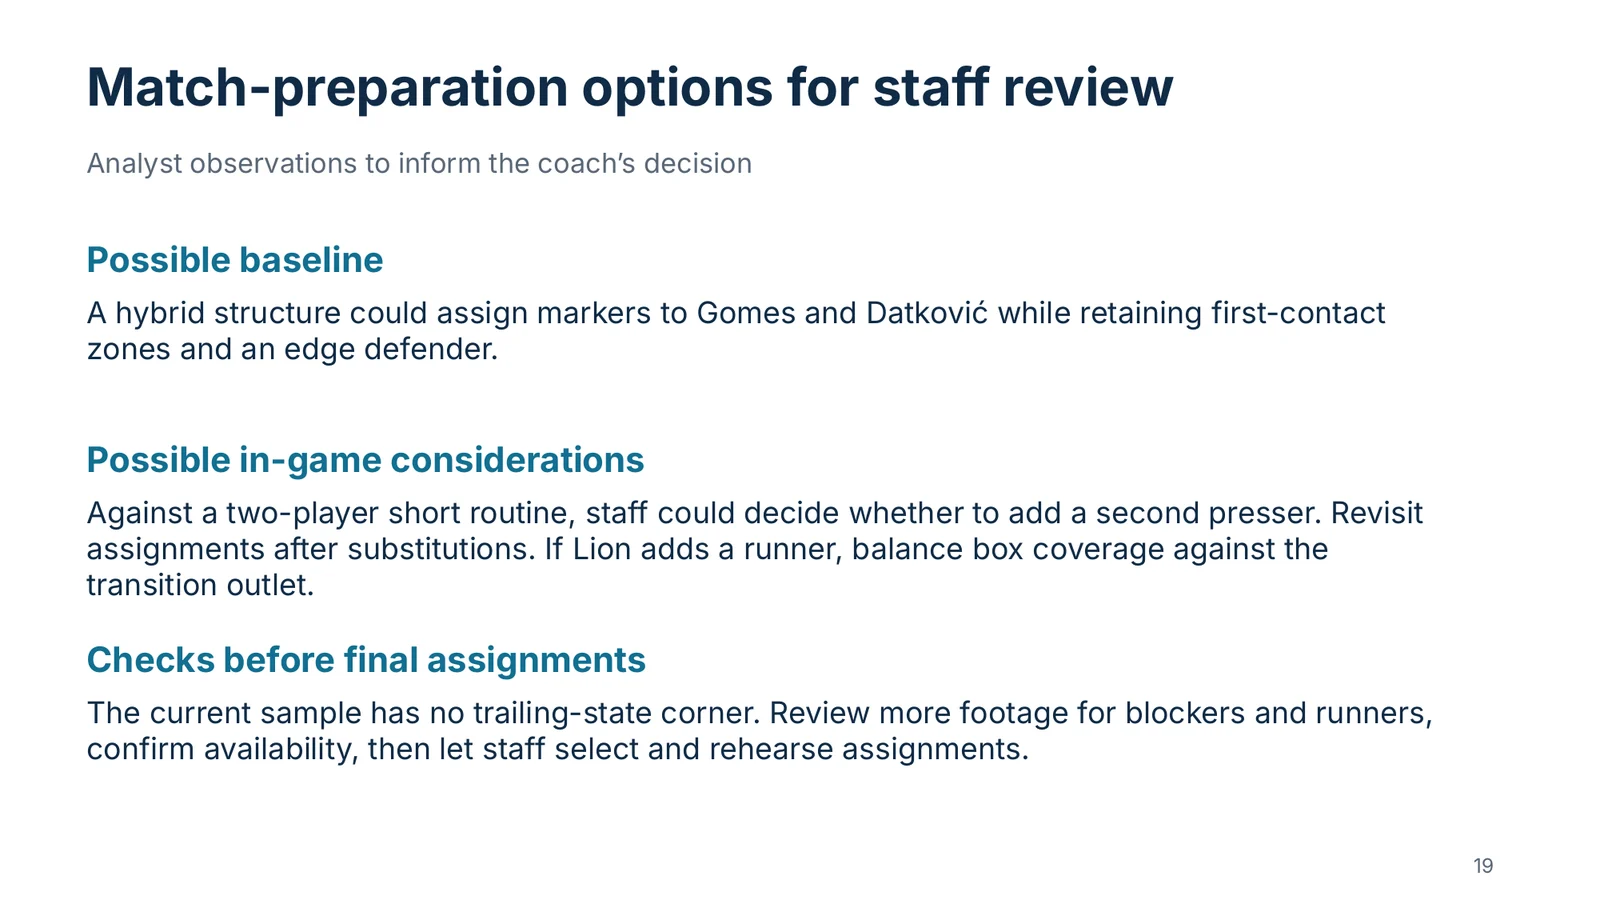 Match-preparation options for staff review
Analyst observations to inform the coach’s decision
Possible baseline
A hybrid structure could assign markers to Gomes and Datković while retaining first-contact
zones and an edge defender.
Possible in-game considerations
Against a two-player short routine, staff could decide whether to add a second presser. Revisit
assignments after substitutions. If Lion adds a runner, balance box coverage against the
transition outlet.
Checks before final assignments
The current sample has no trailing-state corner. Review more footage for blockers and runners,
confirm availability, then let staff select and rehearse assignments.
19